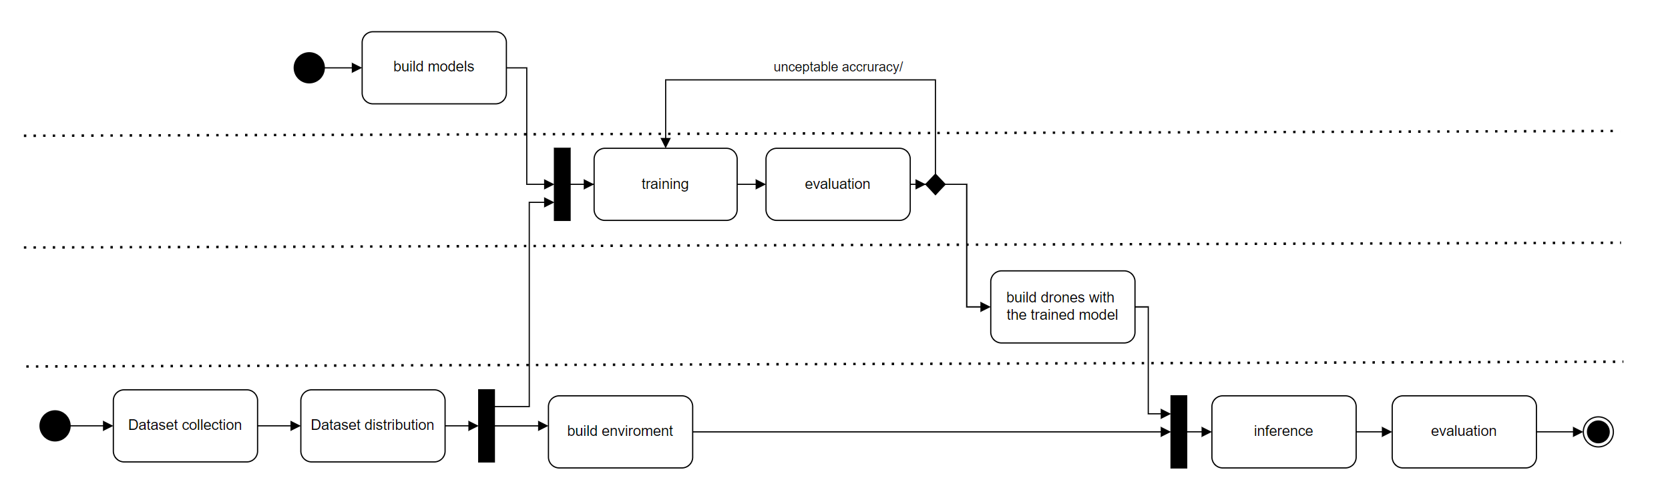 build models
unceptable accruracy/
training
evaluation
build drones with
the trained model
Dataset collection
Dataset distribution
build enviroment
inference
evaluation